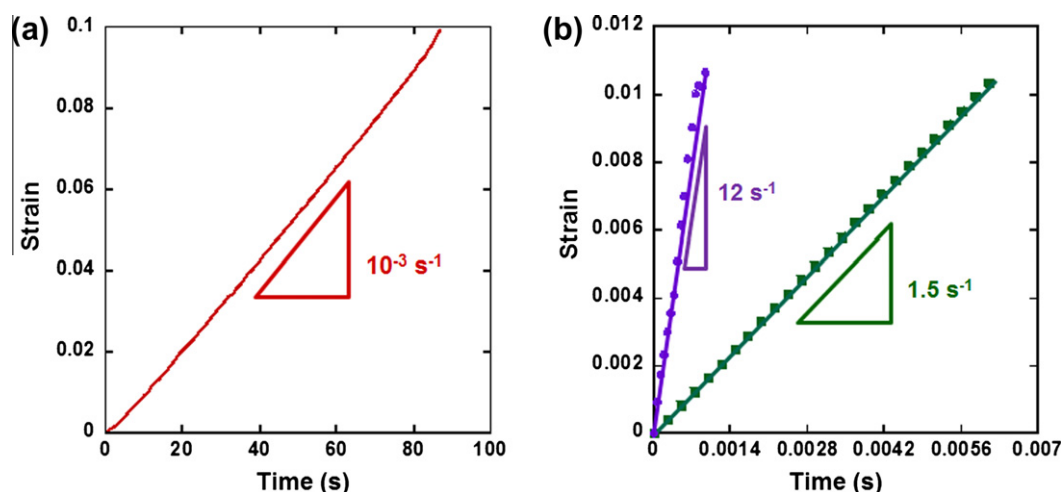 (a)
0.1
0.08
0.06
0.04
0.02
0
Strain
10⁻³ s⁻¹
0 20 40 60 80 100
Time (s)
(b)
0.012
0.01
0.008
0.006
0.004
0.002
0
Strain
12 s⁻¹
1.5 s⁻¹
0 0.0014 0.0028 0.0042 0.0056 0.007
Time (s)